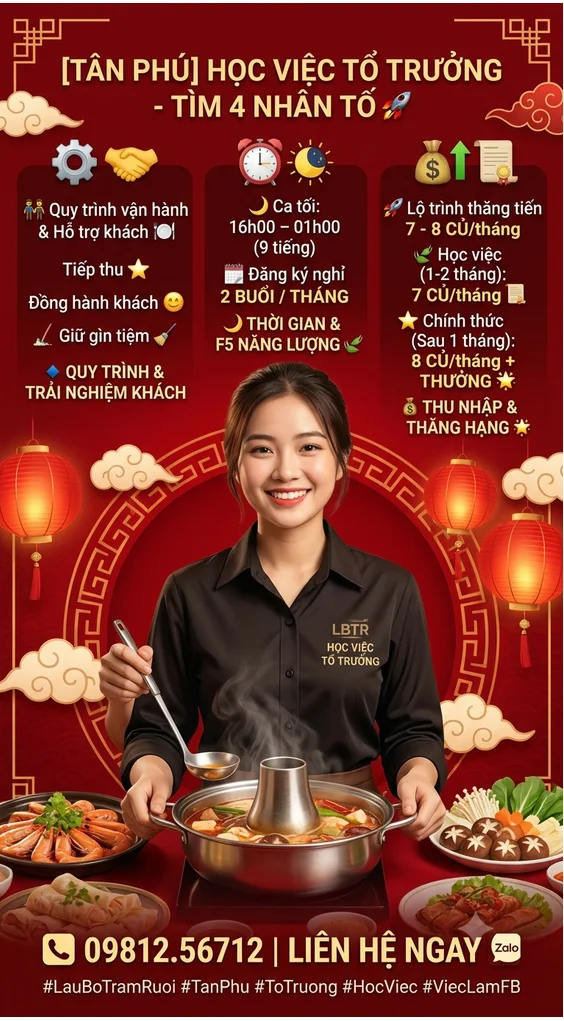 [TÂN PHÚ] HỌC VIỆC TỔ TRƯỞNG
- TÌM 4 NHÂN TỐ 🚀
👬 Quy trình vận hành
& Hỗ trợ khách 🍽️
Tiếp thu ⭐
Đồng hành khách 😊
Giữ gìn tiệm 🧹
🔹 QUY TRÌNH &
TRẢI NGHIỆM KHÁCH
🌙 Ca tối:
16h00 – 01h00
(9 tiếng)
🗓️ Đăng ký nghỉ
2 BUỔI / THÁNG
🌙 THỜI GIAN &
F5 NĂNG LƯỢNG 🌿
🚀 Lộ trình thăng tiến
7 - 8 CỦ/tháng
🌿 Học việc
(1-2 tháng):
7 CỦ/tháng 📜
⭐ Chính thức
(Sau 1 tháng):
8 CỦ/tháng +
THƯỞNG 🌟
💰 THU NHẬP &
THĂNG HẠNG 🌟
LBTR
HỌC VIỆC
TỔ TRƯỞNG
09812.56712 | LIÊN HỆ NGAY Zalo
#LauBoTramRuoi #TanPhu #ToTruong #HocViec #ViecLamFB